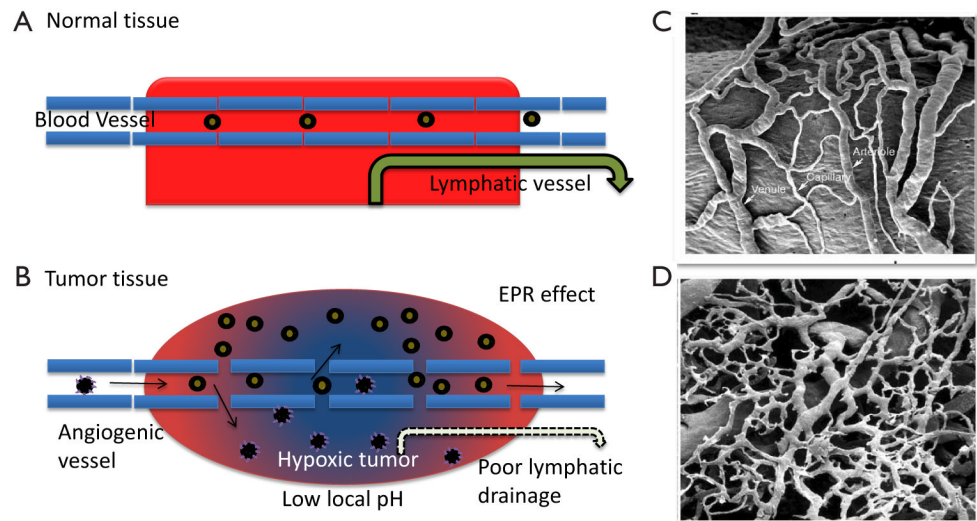 A Normal tissue
Blood Vessel
Lymphatic vessel
B Tumor tissue
EPR effect
Angiogenic
vessel
Hypoxic tumor
Low local pH
Poor lymphatic
drainage
C
Arteriole
Capillary
Venule
D